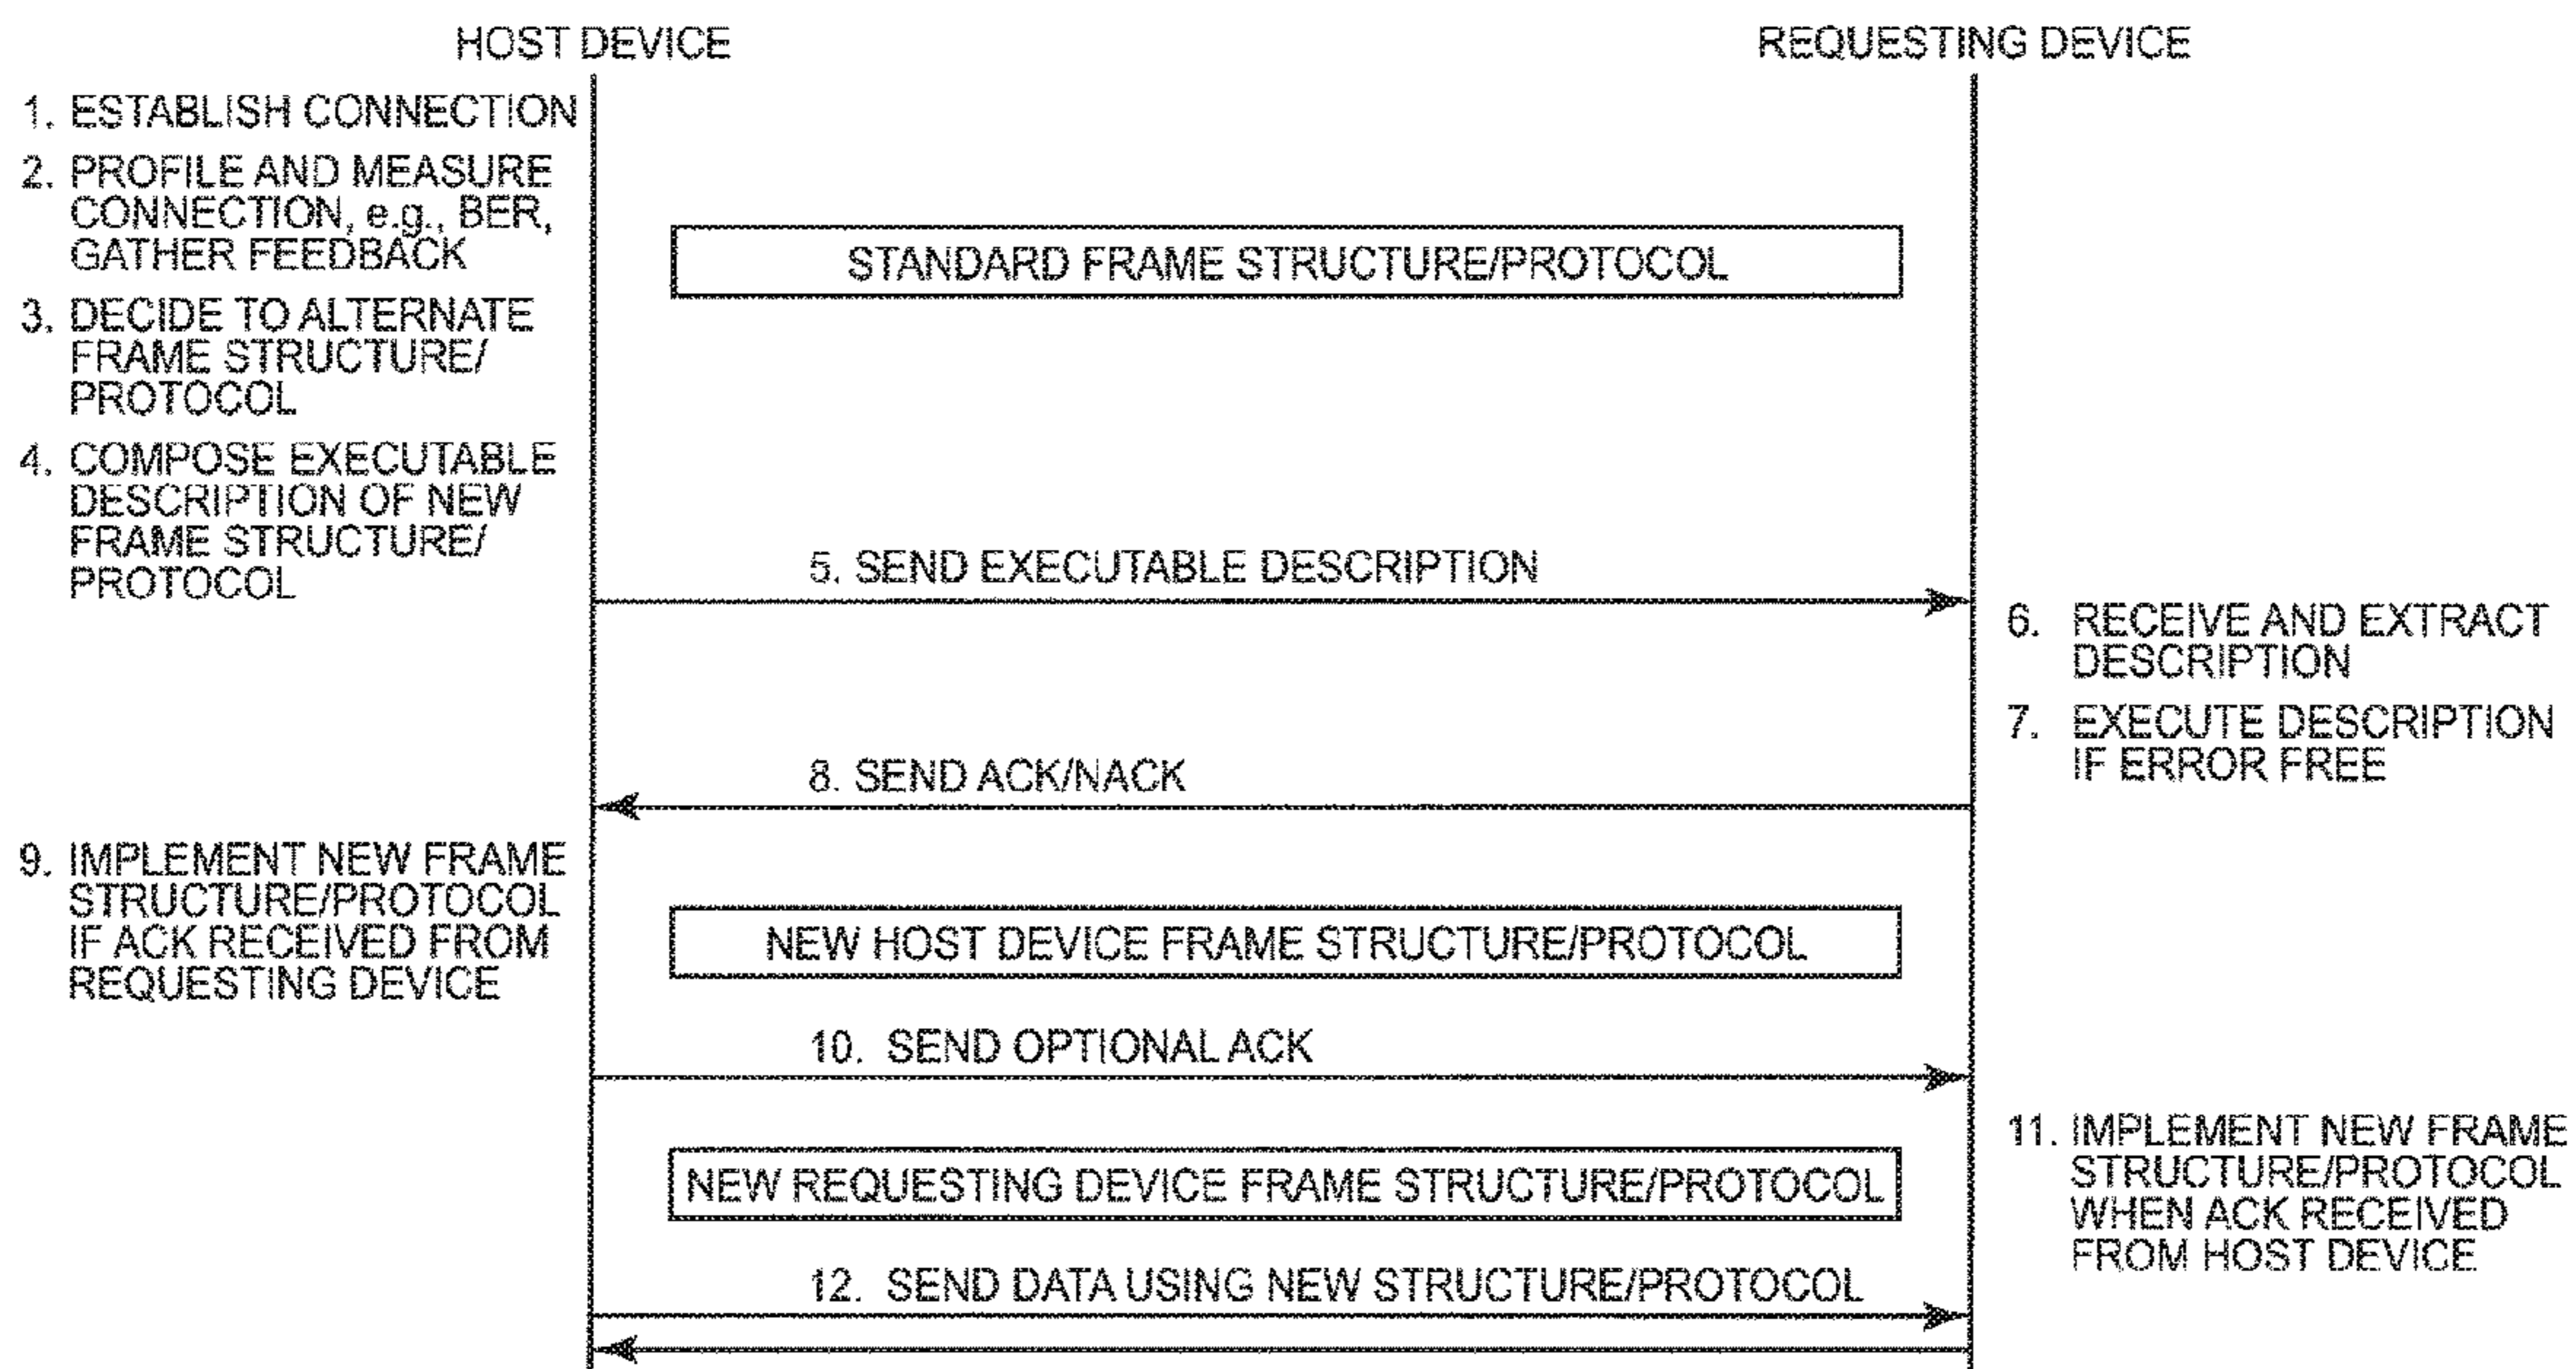 HOST DEVICE
REQUESTING DEVICE
1. ESTABLISH CONNECTION
2. PROFILE AND MEASURE
CONNECTION, e.g., BER,
GATHER FEEDBACK
STANDARD FRAME STRUCTURE/PROTOCOL
3. DECIDE TO ALTERNATE
FRAME STRUCTURE/
PROTOCOL
4. COMPOSE EXECUTABLE
DESCRIPTION OF NEW
FRAME STRUCTURE/
PROTOCOL
5. SEND EXECUTABLE DESCRIPTION
6. RECEIVE AND EXTRACT
DESCRIPTION
7. EXECUTE DESCRIPTION
IF ERROR FREE
8. SEND ACK/NACK
9. IMPLEMENT NEW FRAME
STRUCTURE/PROTOCOL
IF ACK RECEIVED FROM
REQUESTING DEVICE
NEW HOST DEVICE FRAME STRUCTURE/PROTOCOL
10. SEND OPTIONAL ACK
11. IMPLEMENT NEW FRAME
STRUCTURE/PROTOCOL
WHEN ACK RECEIVED
FROM HOST DEVICE
NEW REQUESTING DEVICE FRAME STRUCTURE/PROTOCOL
12. SEND DATA USING NEW STRUCTURE/PROTOCOL